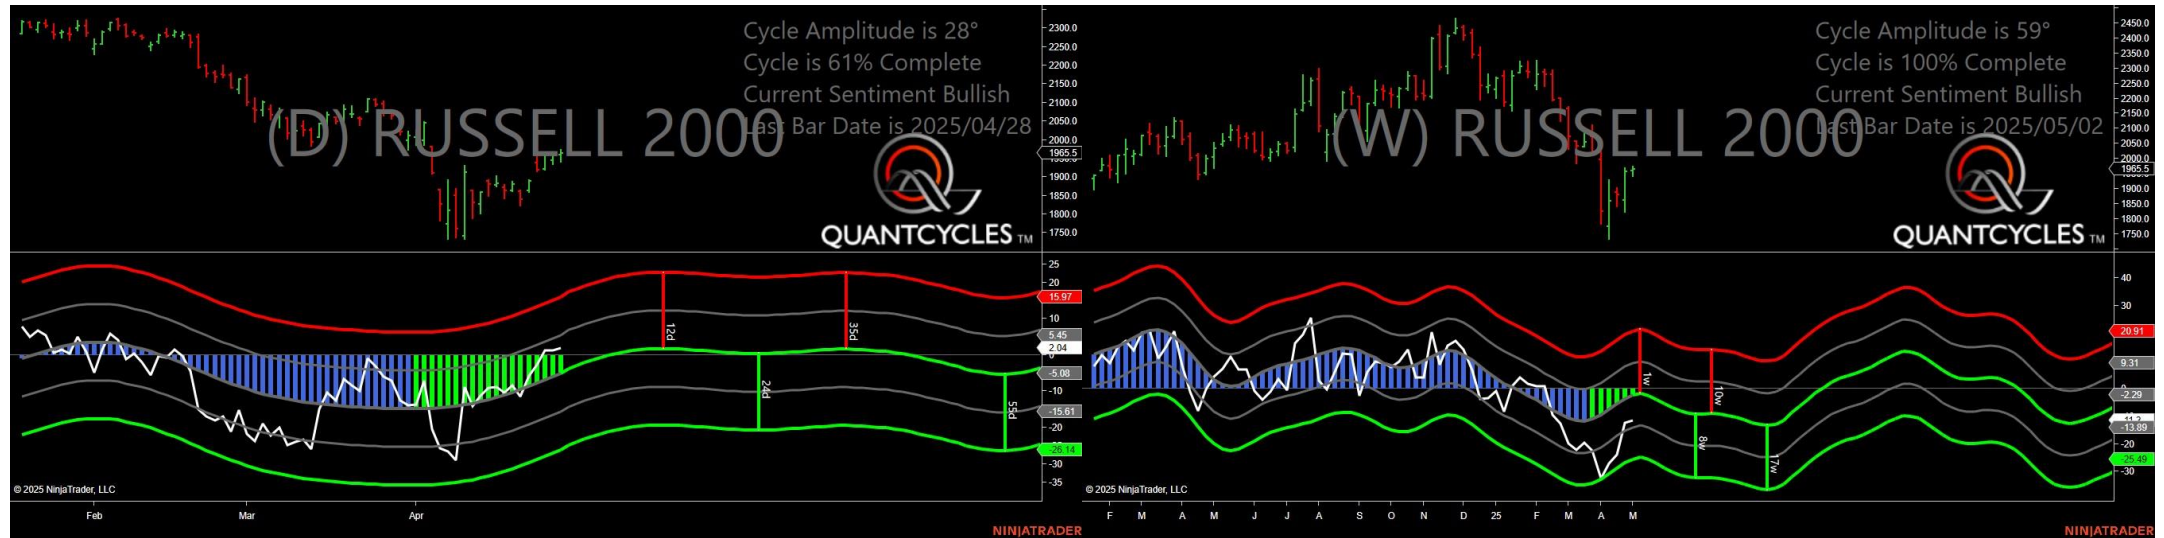 Cycle Amplitude is 28°
Cycle is 61% Complete
Current Sentiment Bullish
Last Bar Date is 2025/04/28
(D) RUSSELL 2000
QUANTCYCLES TM
2300.0
2250.0
2200.0
2150.0
2100.0
2050.0
2000.0
1965.5
1900.0
1850.0
1800.0
1750.0
25
20
15.97
10
5.45
2.04
-5.08
-10
-15.61
-20
-26.14
-30
-35
12d
35d
24d
55d
© 2025 NinjaTrader, LLC
Feb Mar Apr
NINJATRADER
Cycle Amplitude is 59°
Cycle is 100% Complete
Current Sentiment Bullish
Last Bar Date is 2025/05/02
(W) RUSSELL 2000
QUANTCYCLES TM
2450.0
2400.0
2350.0
2300.0
2250.0
2200.0
2150.0
2100.0
2050.0
2000.0
1965.5
1900.0
1850.0
1800.0
1750.0
40
30
20.91
9.31
-2.29
-13.89
-20
-25.49
-30
1w
10w
8w
17w
© 2025 NinjaTrader, LLC
F M A M J J A S O N D 25 F M A M
NINJATRADER